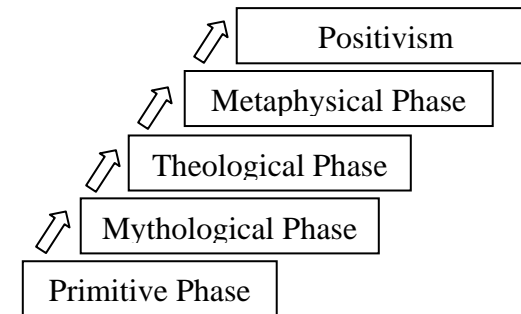 Positivism
Metaphysical Phase
Theological Phase
Mythological Phase
Primitive Phase